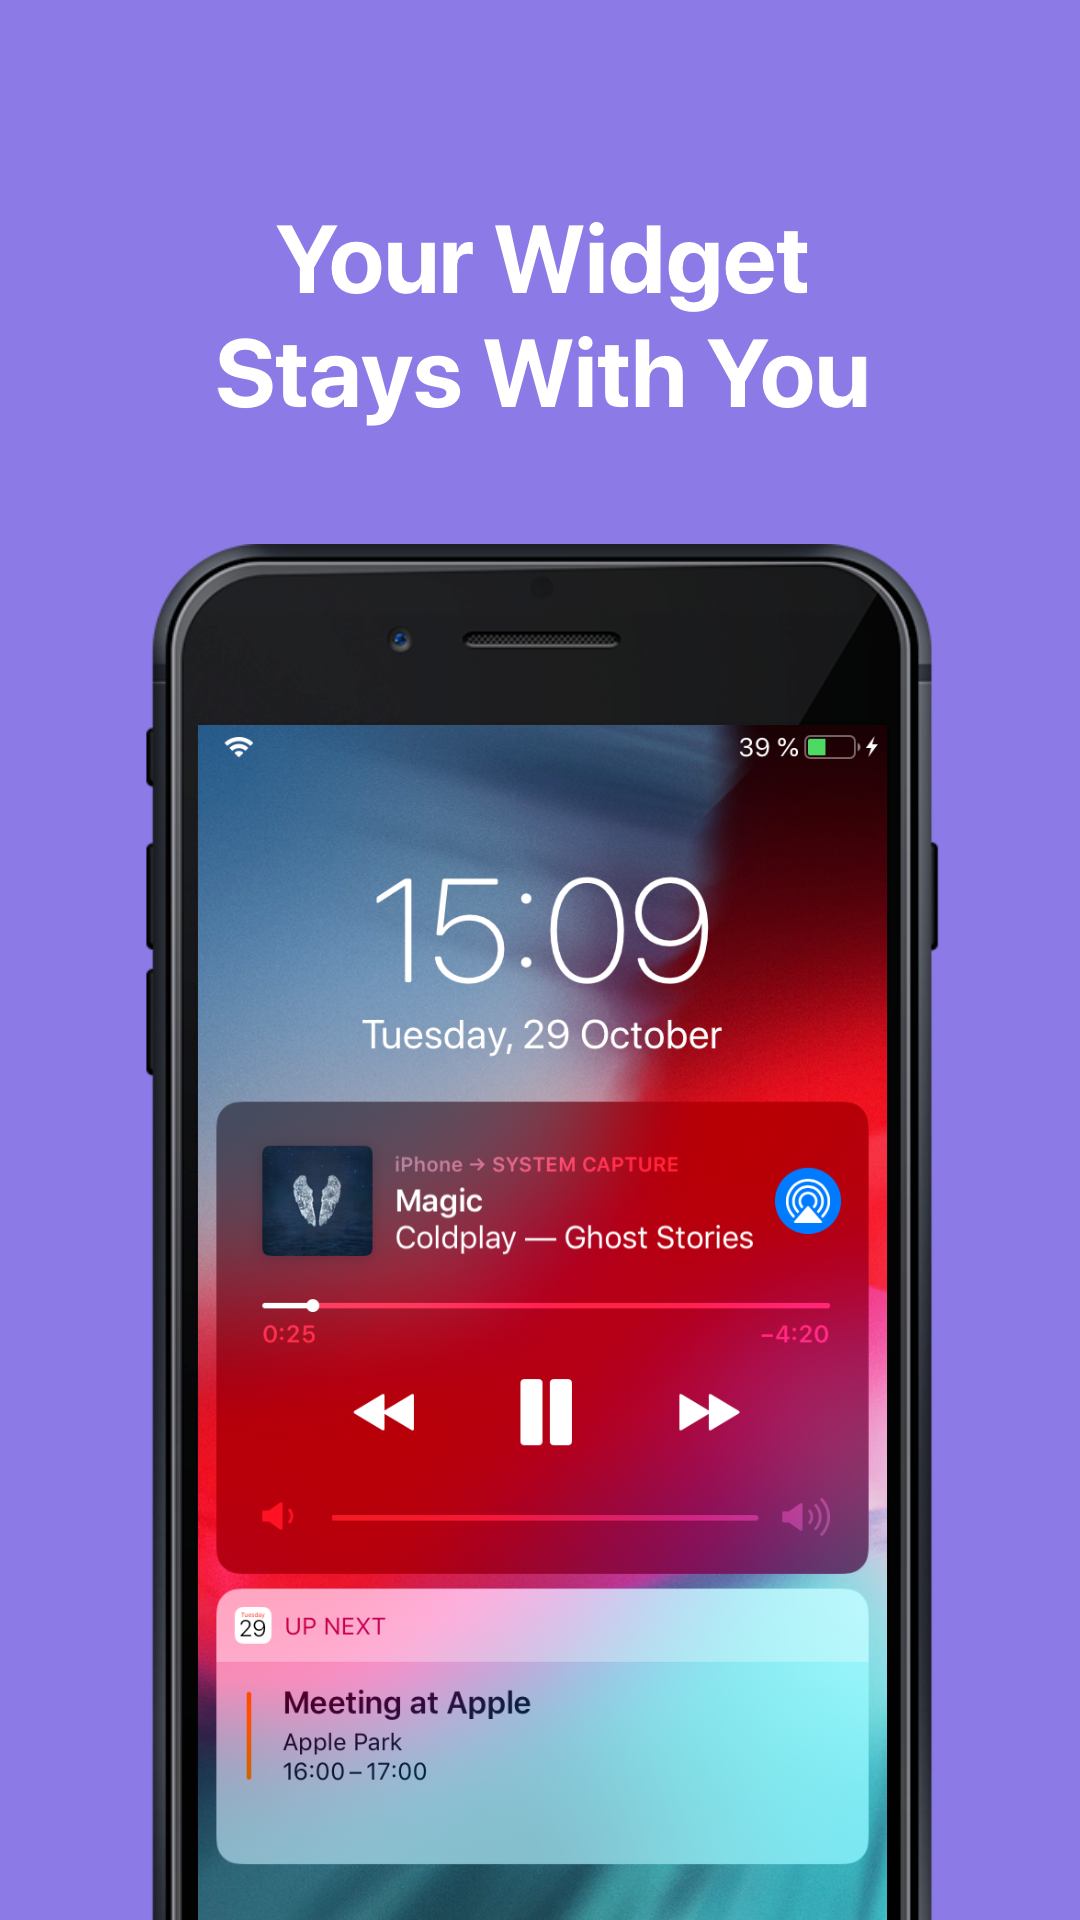 Your Widget
Stays With You
39 %
15:09
Tuesday, 29 October
iPhone → SYSTEM CAPTURE
Magic
Coldplay — Ghost Stories
0:25
−4:20
Tuesday
29
UP NEXT
Meeting at Apple
Apple Park
16:00 – 17:00